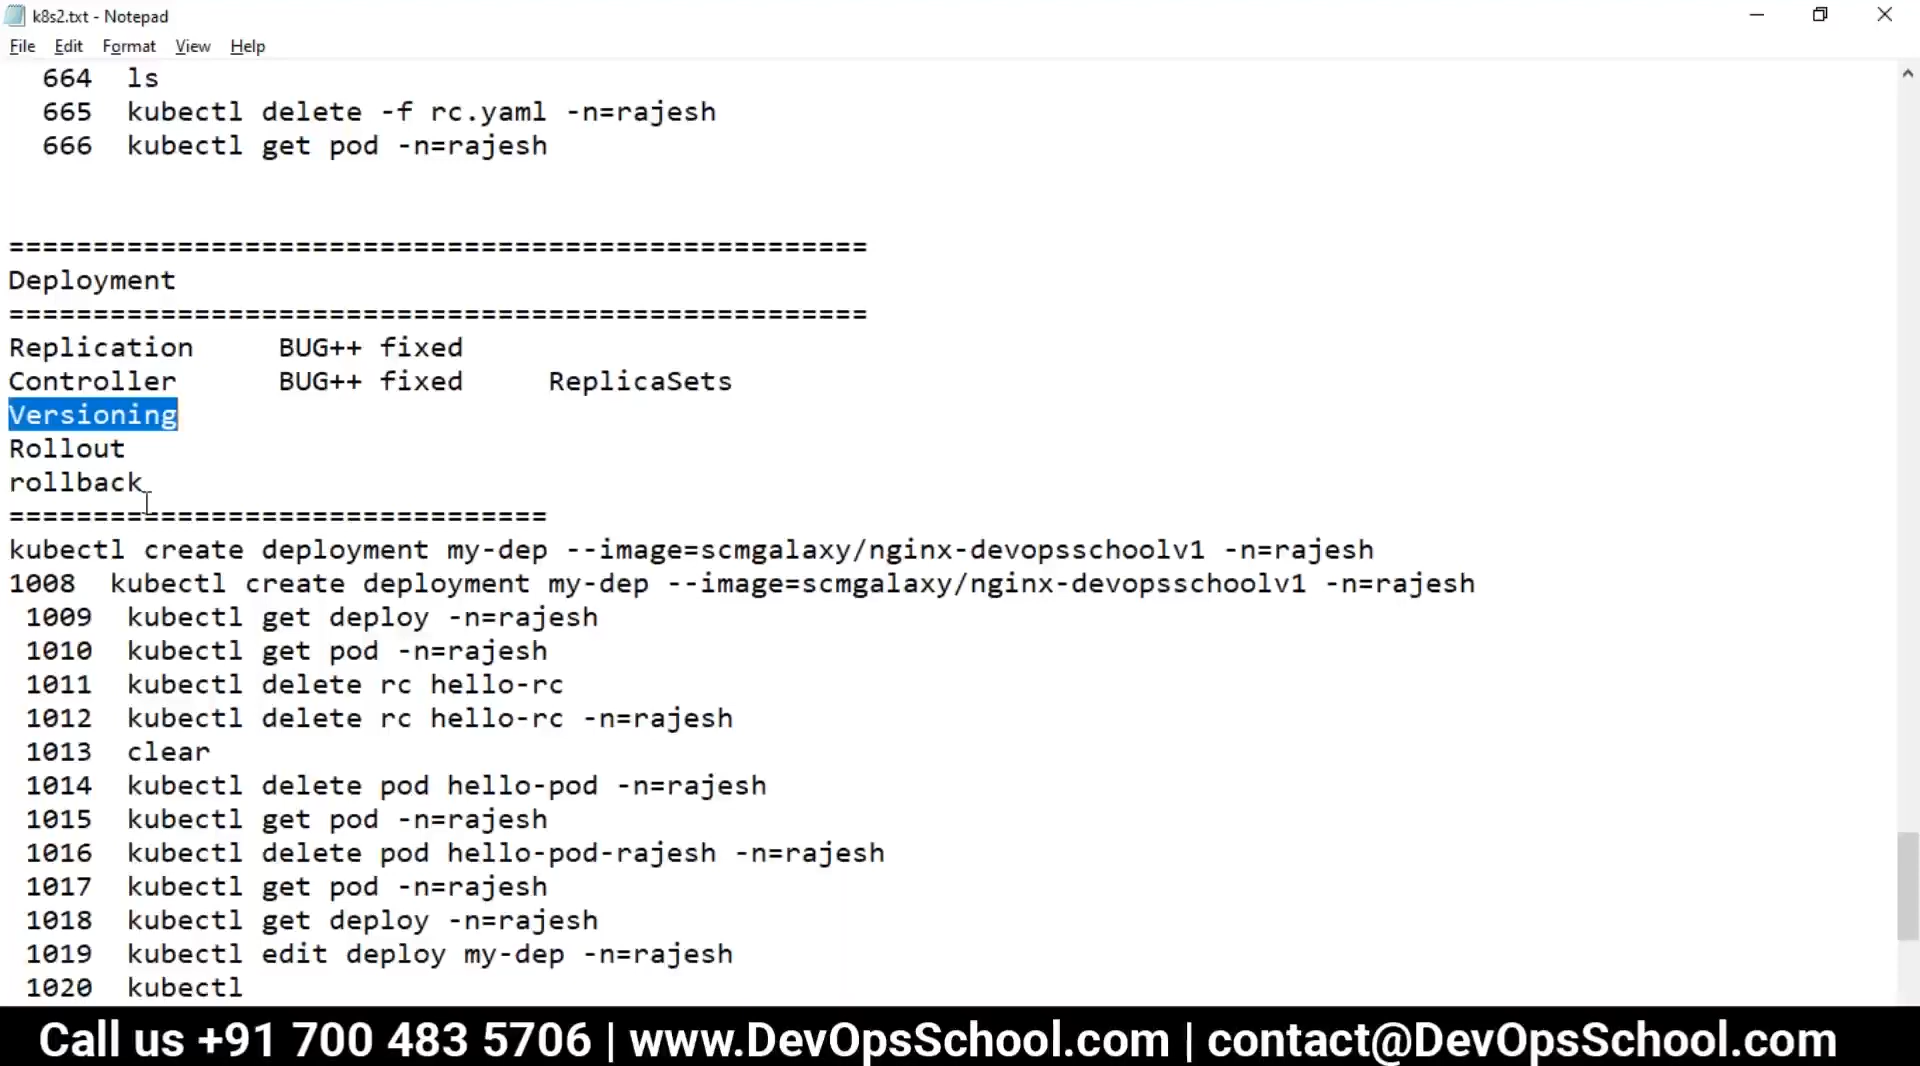 k8s2.txt - Notepad
File Edit Format View Help
664 ls
665 kubectl delete -f rc.yaml -n=rajesh
666 kubectl get pod -n=rajesh
===================================================
Deployment
===================================================
Replication BUG++ fixed
Controller BUG++ fixed ReplicaSets
Versioning
Rollout
rollback
================================
kubectl create deployment my-dep --image=scmgalaxy/nginx-devopsschoolv1 -n=rajesh
1008 kubectl create deployment my-dep --image=scmgalaxy/nginx-devopsschoolv1 -n=rajesh
1009 kubectl get deploy -n=rajesh
1010 kubectl get pod -n=rajesh
1011 kubectl delete rc hello-rc
1012 kubectl delete rc hello-rc -n=rajesh
1013 clear
1014 kubectl delete pod hello-pod -n=rajesh
1015 kubectl get pod -n=rajesh
1016 kubectl delete pod hello-pod-rajesh -n=rajesh
1017 kubectl get pod -n=rajesh
1018 kubectl get deploy -n=rajesh
1019 kubectl edit deploy my-dep -n=rajesh
1020 kubectl
Call us +91 700 483 5706 | www.DevOpsSchool.com | contact@DevOpsSchool.com